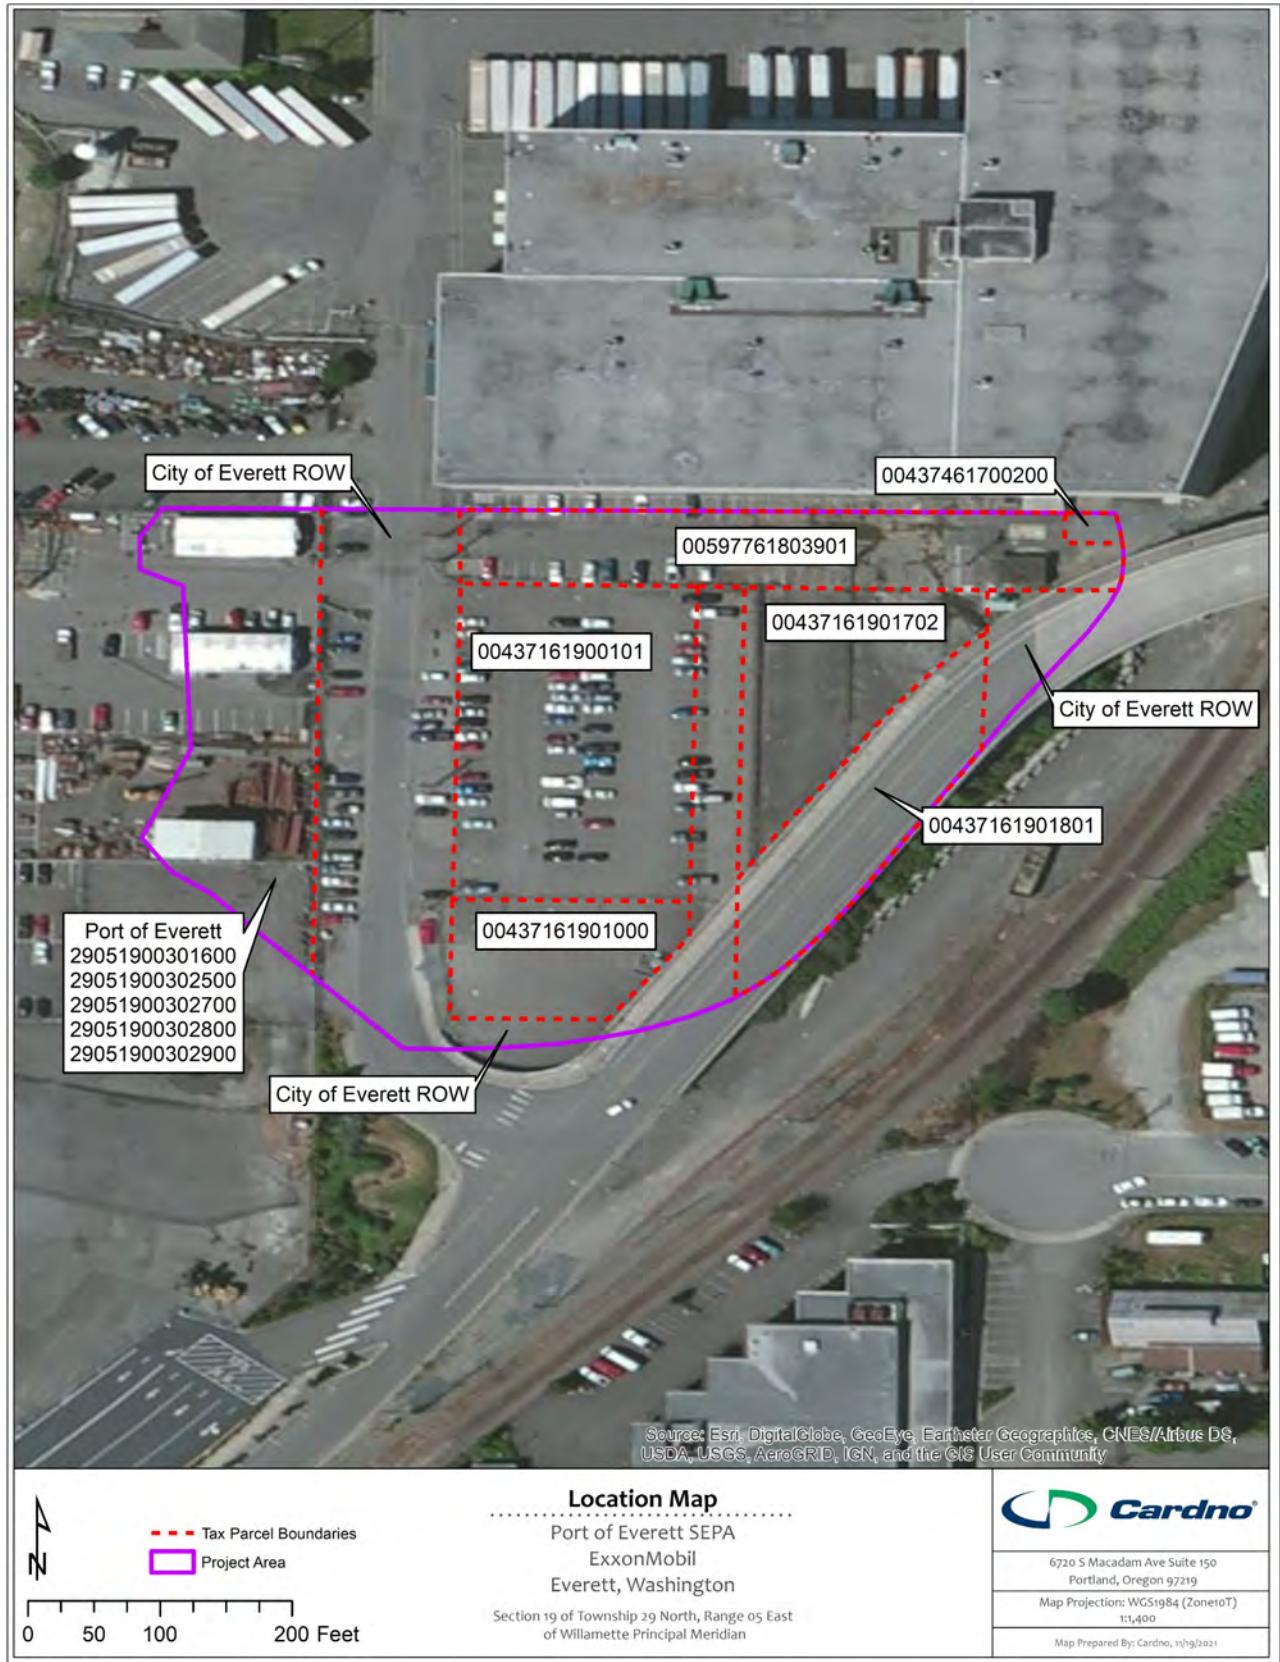 City of Everett ROW
00437461700200
00597761803901
00437161901702
00437161900101
City of Everett ROW
00437161901801
00437161901000
Port of Everett
29051900301600
29051900302500
29051900302700
29051900302800
29051900302900
City of Everett ROW
Source: Esri, DigitalGlobe, GeoEye, Earthstar Geographics, CNES/Airbus DS,
USDA, USGS, AeroGRID, IGN, and the GIS User Community
N
Tax Parcel Boundaries
Project Area
0 50 100 200 Feet
Location Map
Port of Everett SEPA
ExxonMobil
Everett, Washington
Section 19 of Township 29 North, Range 05 East
of Willamette Principal Meridian
Cardno®
6720 S Macadam Ave Suite 150
Portland, Oregon 97219
Map Projection: WGS1984 (Zone10T)
1:1,400
Map Prepared By: Cardno, 11/19/2021